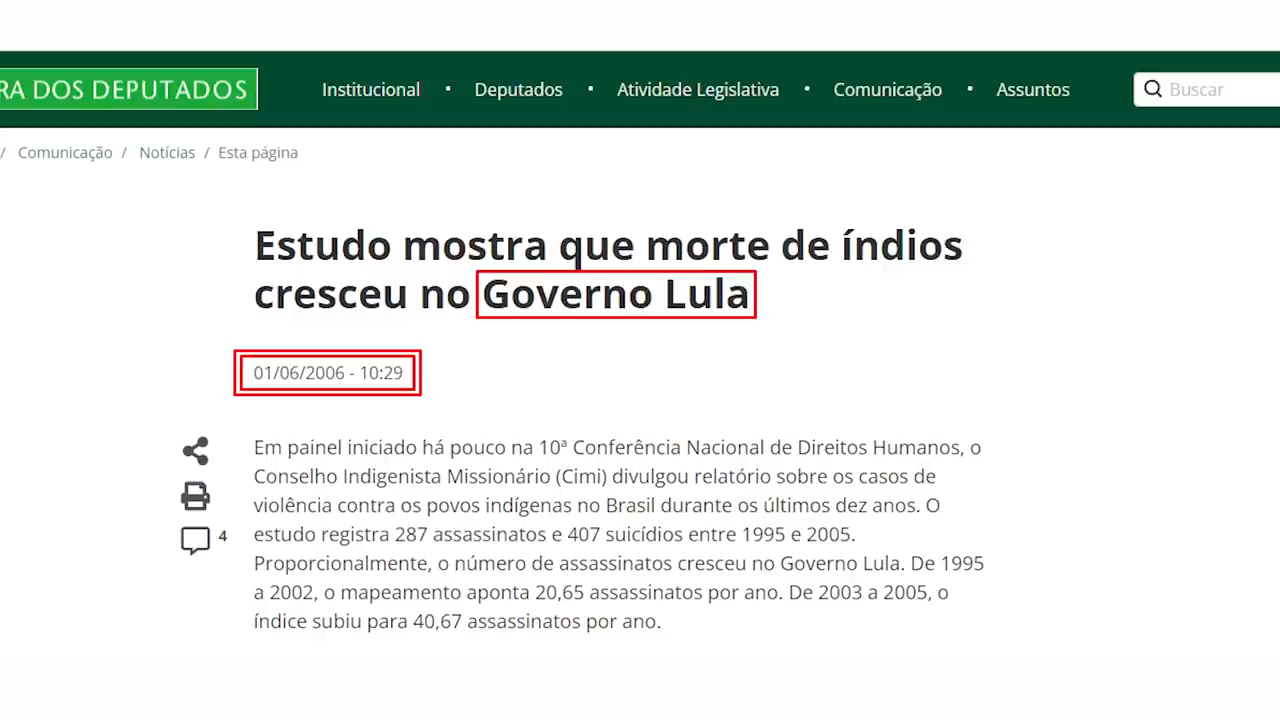 RA DOS DEPUTADOS
Institucional • Deputados • Atividade Legislativa • Comunicação • Assuntos
Buscar
/ Comunicação / Notícias / Esta página
Estudo mostra que morte de índios
cresceu no Governo Lula
01/06/2006 - 10:29
Em painel iniciado há pouco na 10ª Conferência Nacional de Direitos Humanos, o
Conselho Indigenista Missionário (Cimi) divulgou relatório sobre os casos de
violência contra os povos indígenas no Brasil durante os últimos dez anos. O
4
estudo registra 287 assassinatos e 407 suicídios entre 1995 e 2005.
Proporcionalmente, o número de assassinatos cresceu no Governo Lula. De 1995
a 2002, o mapeamento aponta 20,65 assassinatos por ano. De 2003 a 2005, o
índice subiu para 40,67 assassinatos por ano.